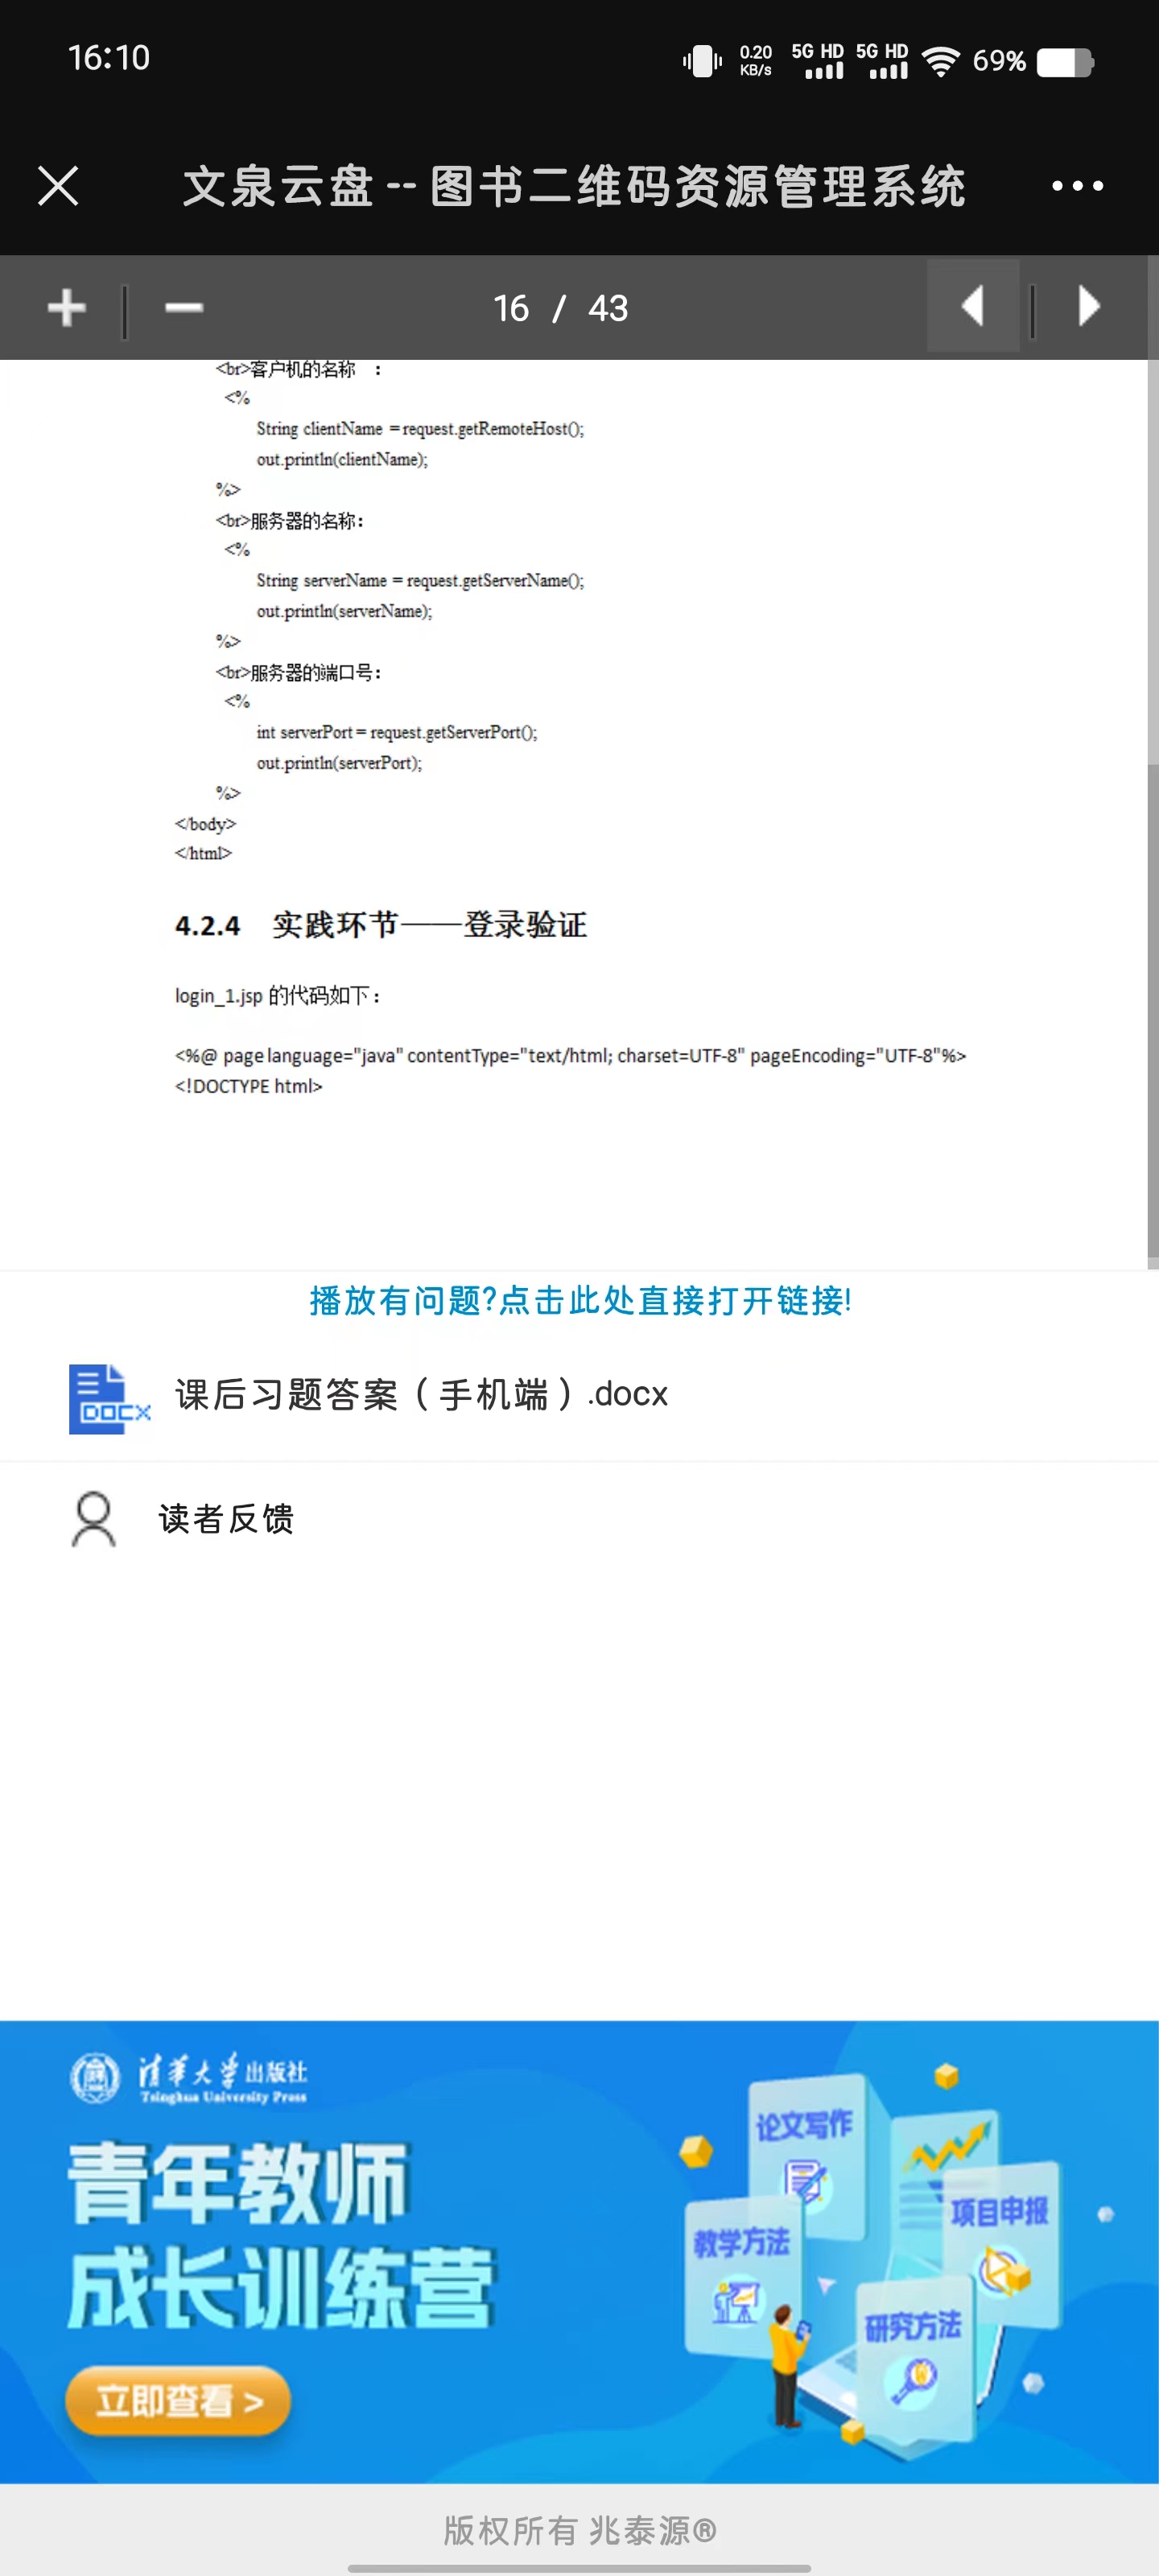 16:10
0.20 KB/s 5G HD 5G HD 69%
文泉云盘 -- 图书二维码资源管理系统
16 / 43
<br>客户机的名称 ：
<%
String clientName = request.getRemoteHost();
out.println(clientName);
%>
<br>服务器的名称：
<%
String serverName = request.getServerName();
out.println(serverName);
%>
<br>服务器的端口号：
<%
int serverPort = request.getServerPort();
out.println(serverPort);
%>
</body>
</html>
4.2.4 实践环节——登录验证
login_1.jsp 的代码如下：
<%@ page language="java" contentType="text/html; charset=UTF-8" pageEncoding="UTF-8"%>
<!DOCTYPE html>
播放有问题?点击此处直接打开链接!
DOCX 课后习题答案（手机端）.docx
读者反馈
清华大学出版社
Tsinghua University Press
青年教师
成长训练营
立即查看 >
论文写作
项目申报
教学方法
研究方法
版权所有 兆泰源®